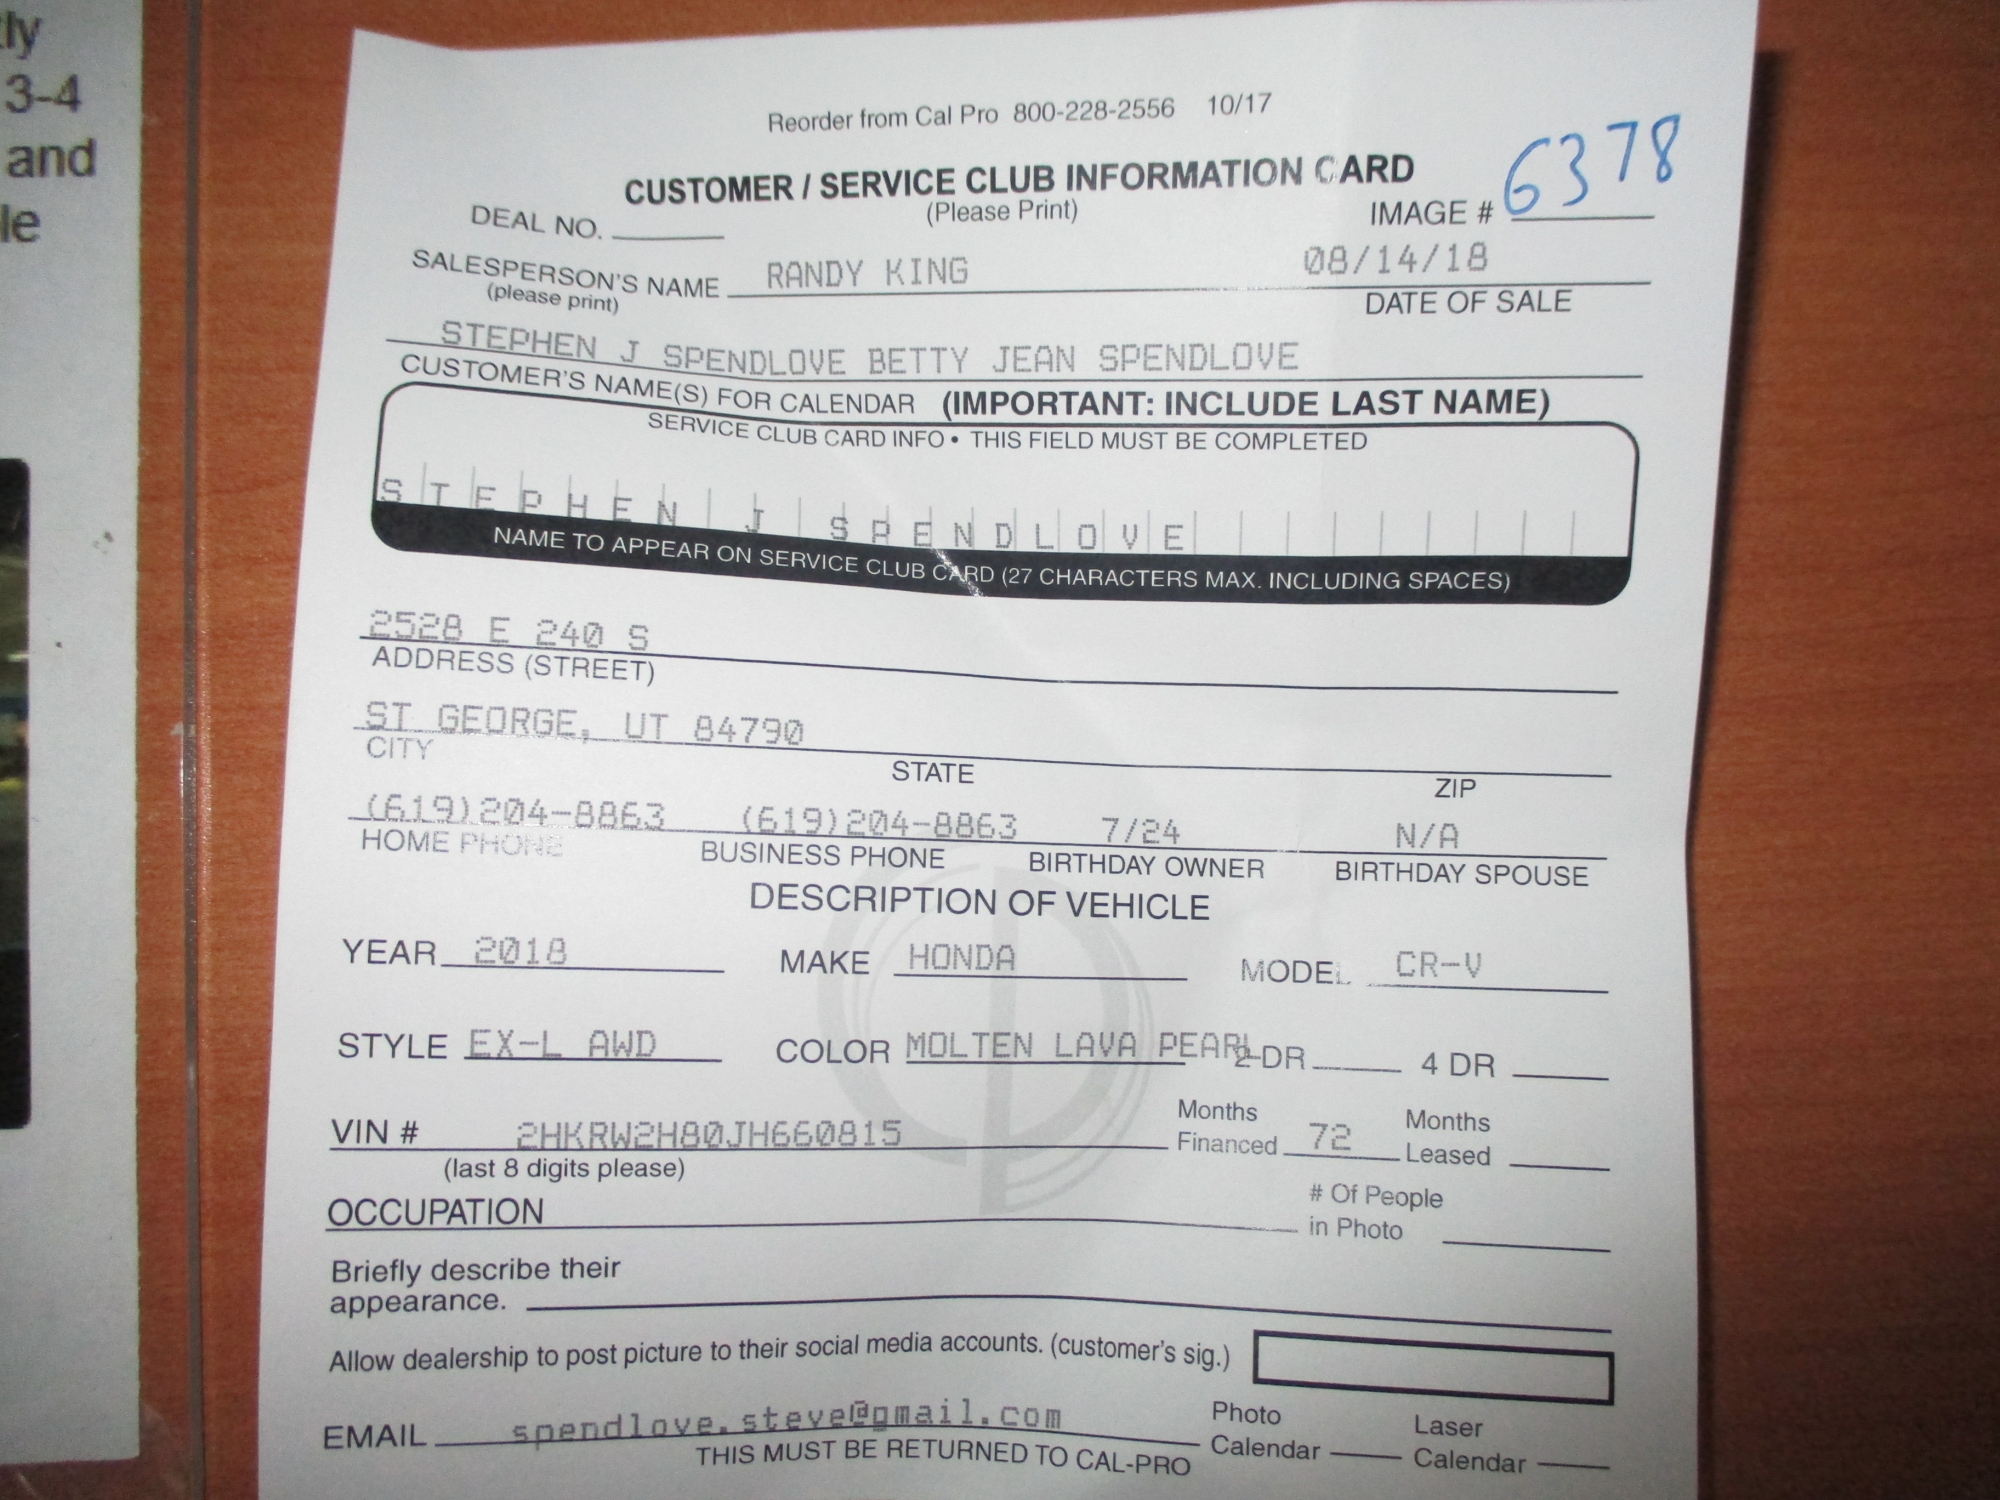 tly
3-4
and
le
Reorder from Cal Pro 800-228-2556 10/17
CUSTOMER / SERVICE CLUB INFORMATION CARD
(Please Print)
DEAL NO. IMAGE # 6378
SALESPERSON'S NAME RANDY KING 08/14/18
(please print) DATE OF SALE
STEPHEN J SPENDLOVE BETTY JEAN SPENDLOVE
CUSTOMER'S NAME(S) FOR CALENDAR (IMPORTANT: INCLUDE LAST NAME)
SERVICE CLUB CARD INFO • THIS FIELD MUST BE COMPLETED
STEPHEN J SPENDLOVE
NAME TO APPEAR ON SERVICE CLUB CARD (27 CHARACTERS MAX. INCLUDING SPACES)
2528 E 240 S
ADDRESS (STREET)
ST GEORGE, UT 84790
CITY STATE ZIP
(619)204-8863 (619)204-8863 7/24 N/A
HOME PHONE BUSINESS PHONE BIRTHDAY OWNER BIRTHDAY SPOUSE
DESCRIPTION OF VEHICLE
YEAR 2018 MAKE HONDA MODEL CR-V
STYLE EX-L AWD COLOR MOLTEN LAVA PEARL 2-DR 4 DR
VIN # 2HKRW2H80JH660815 Months Financed 72 Months Leased
(last 8 digits please)
OCCUPATION # Of People in Photo
Briefly describe their
appearance.
Allow dealership to post picture to their social media accounts. (customer's sig.)
EMAIL spendlove.steve@gmail.com Photo Calendar Laser Calendar
THIS MUST BE RETURNED TO CAL-PRO